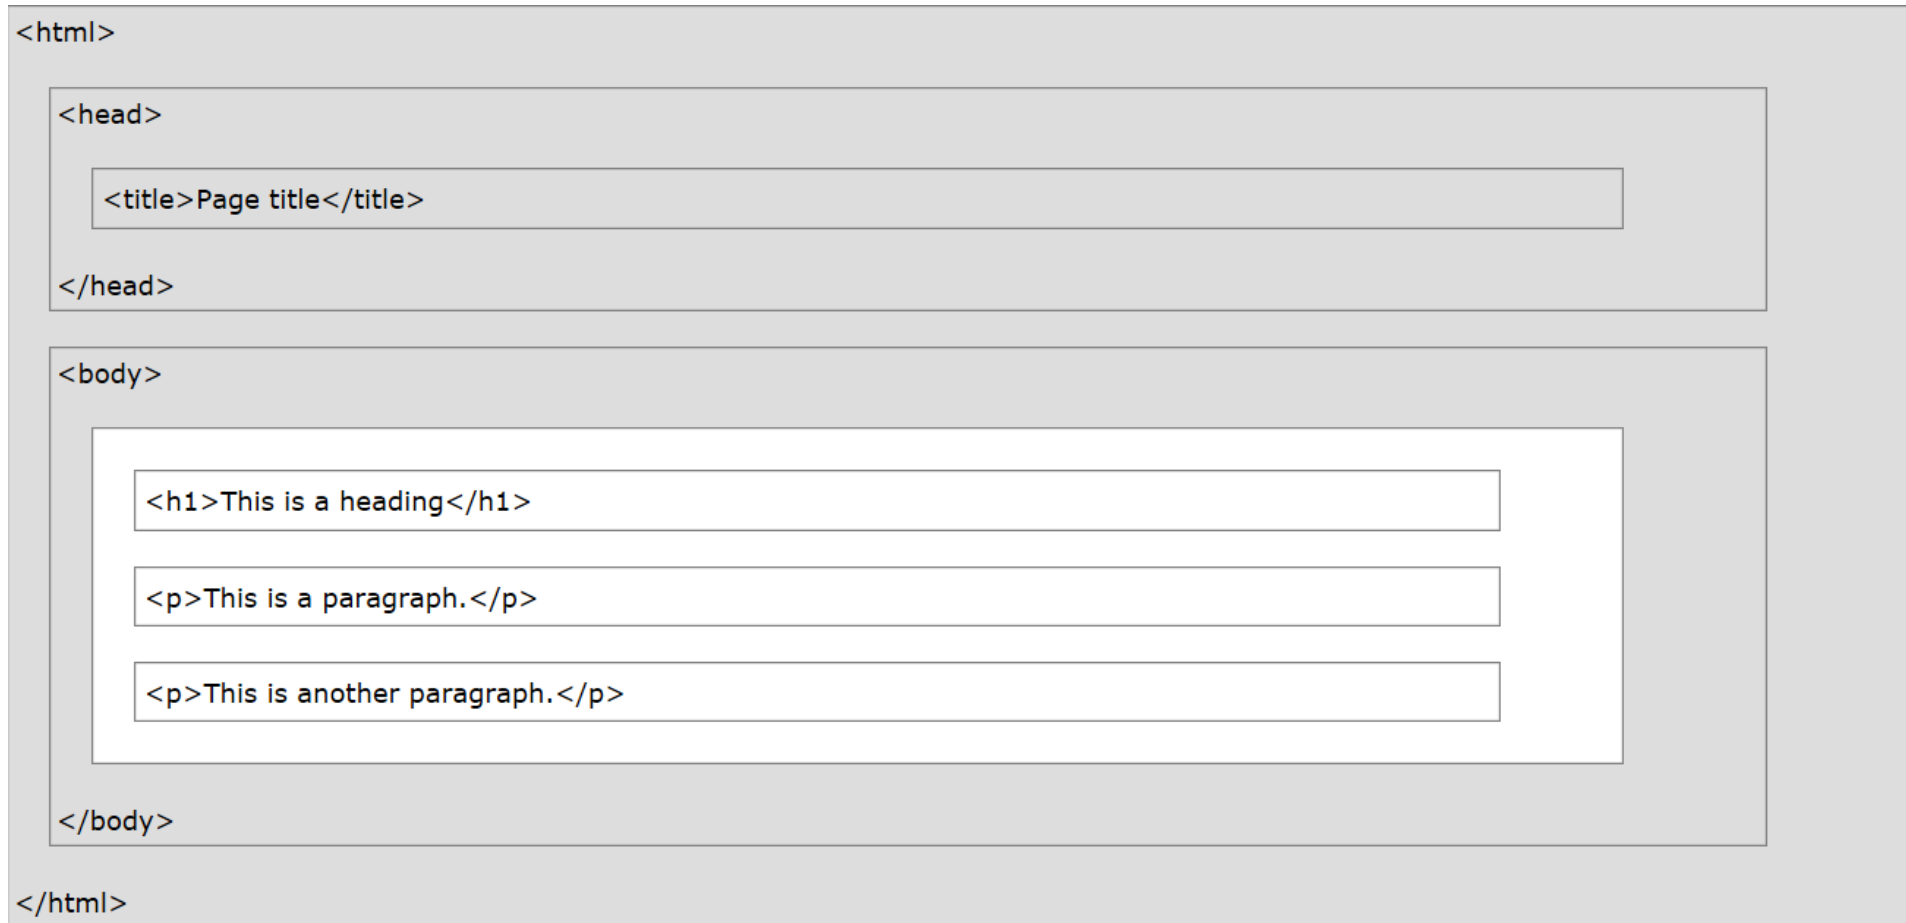 <html>
<head>
<title>Page title</title>
</head>
<body>
<h1>This is a heading</h1>
<p>This is a paragraph.</p>
<p>This is another paragraph.</p>
</body>
</html>